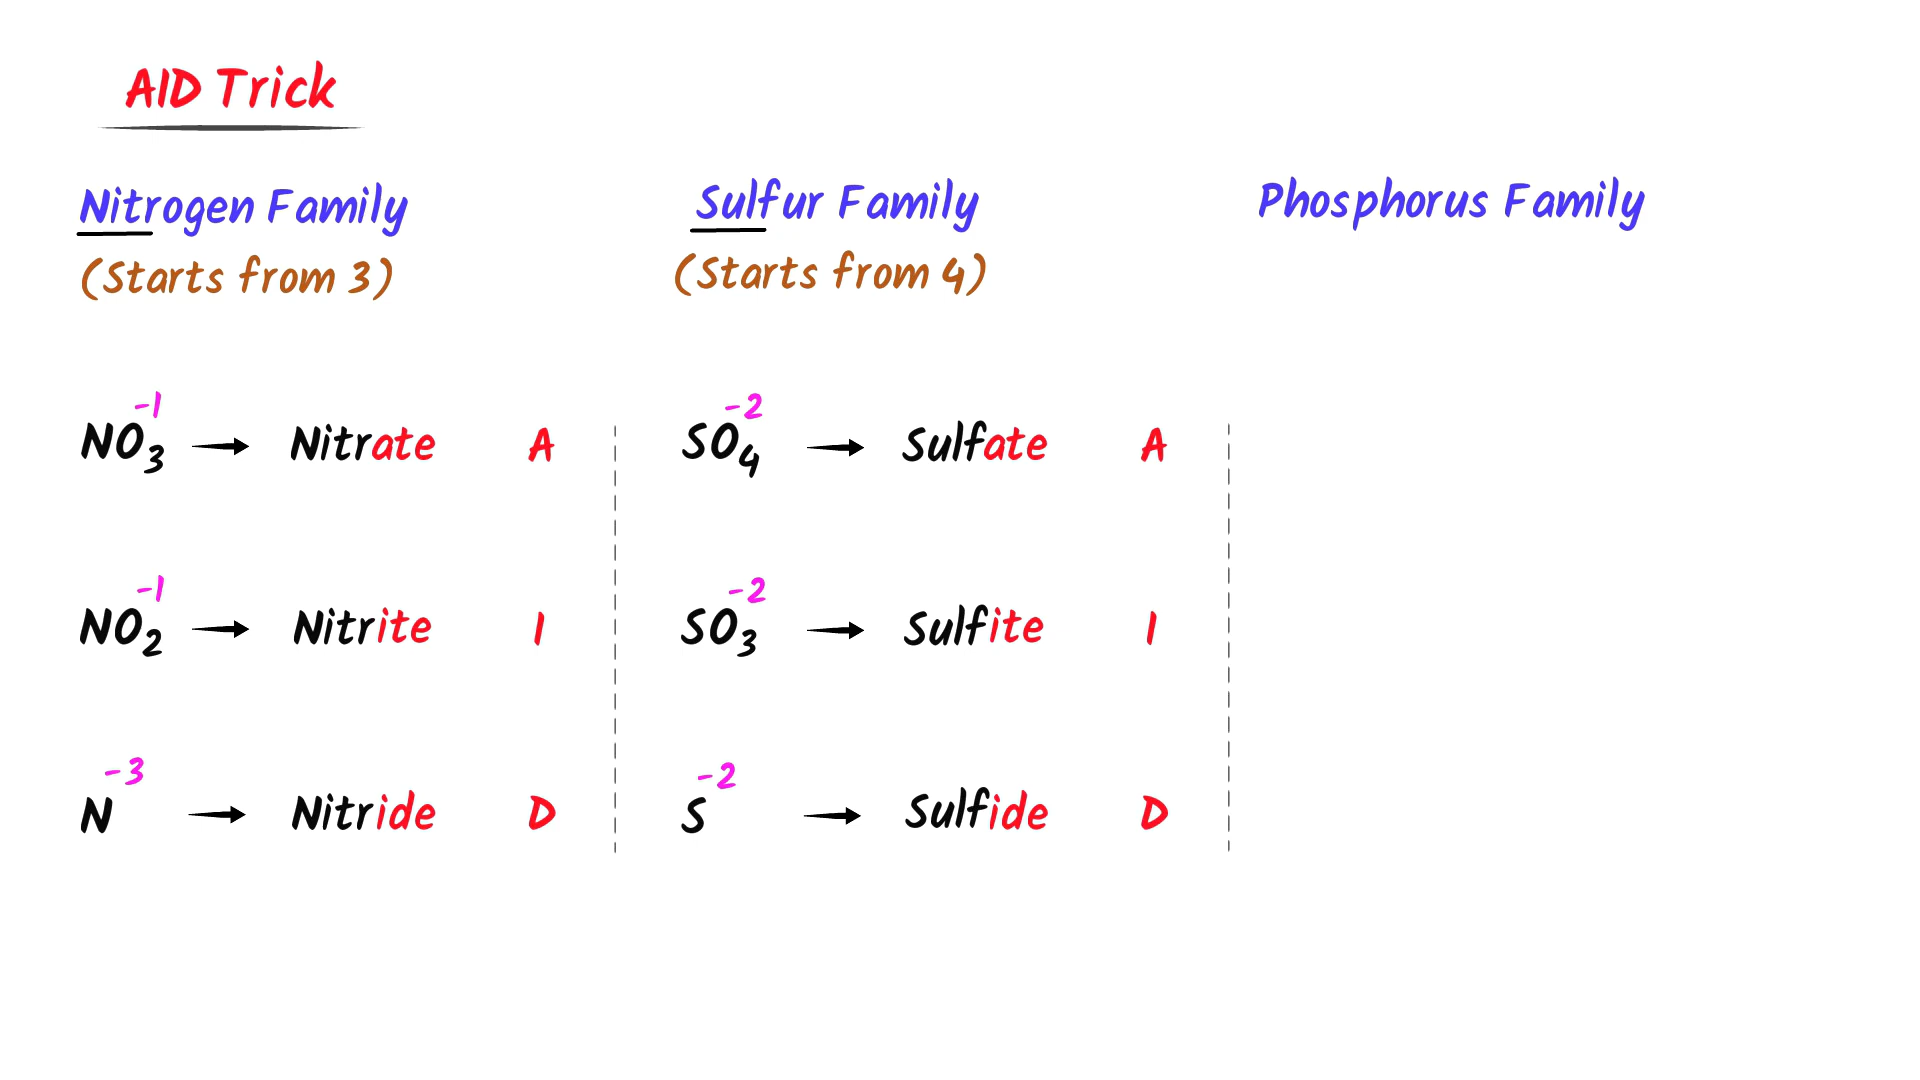 AID Trick
Nitrogen Family
(Starts from 3)
NO₃⁻¹ → Nitrate A
NO₂⁻¹ → Nitrite I
N⁻³ → Nitride D
Sulfur Family
(Starts from 4)
SO₄⁻² → Sulfate A
SO₃⁻² → Sulfite I
S⁻² → Sulfide D
Phosphorus Family